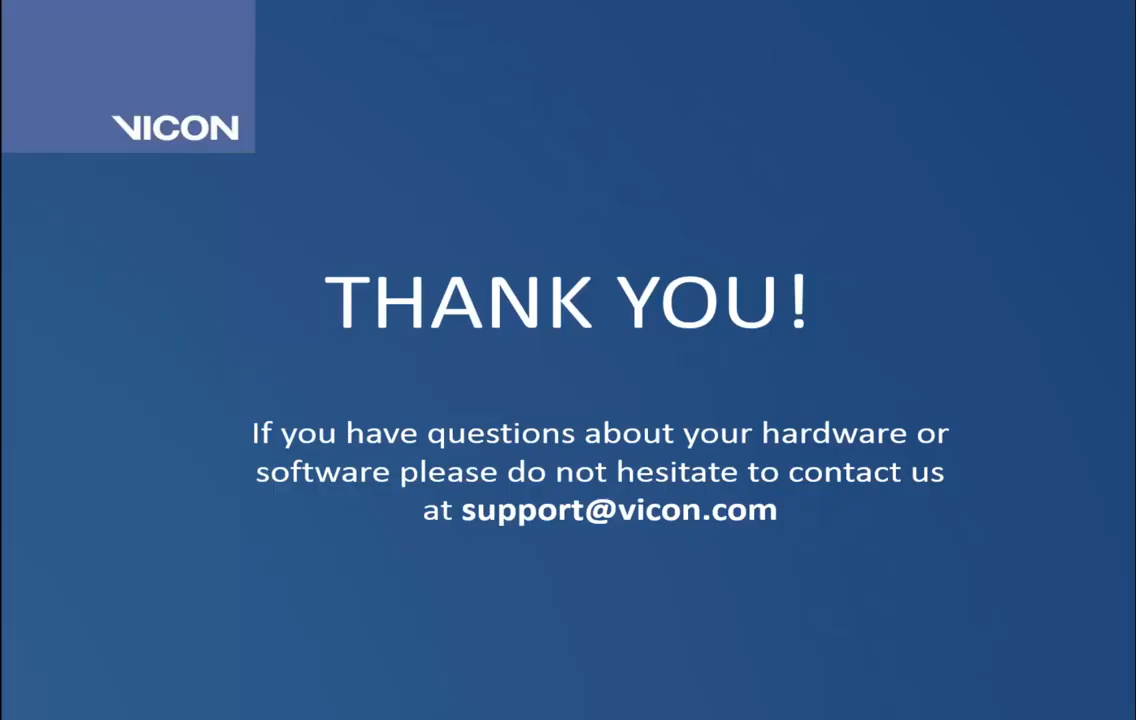 VICON
THANK YOU!
If you have questions about your hardware or
software please do not hesitate to contact us
at support@vicon.com